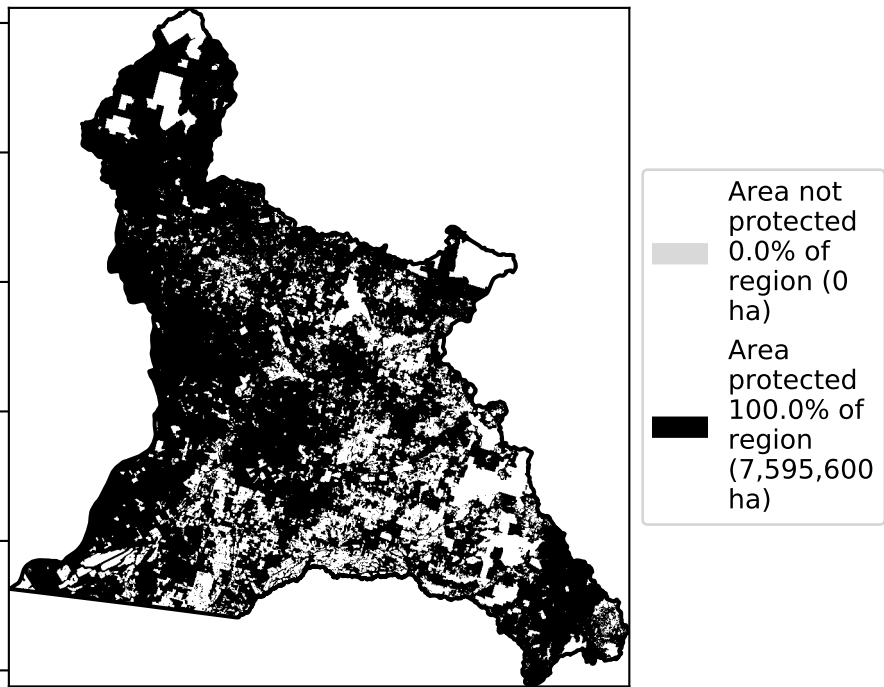 Area not
protected
0.0% of
region (0
ha)
Area
protected
100.0% of
region
(7,595,600
ha)